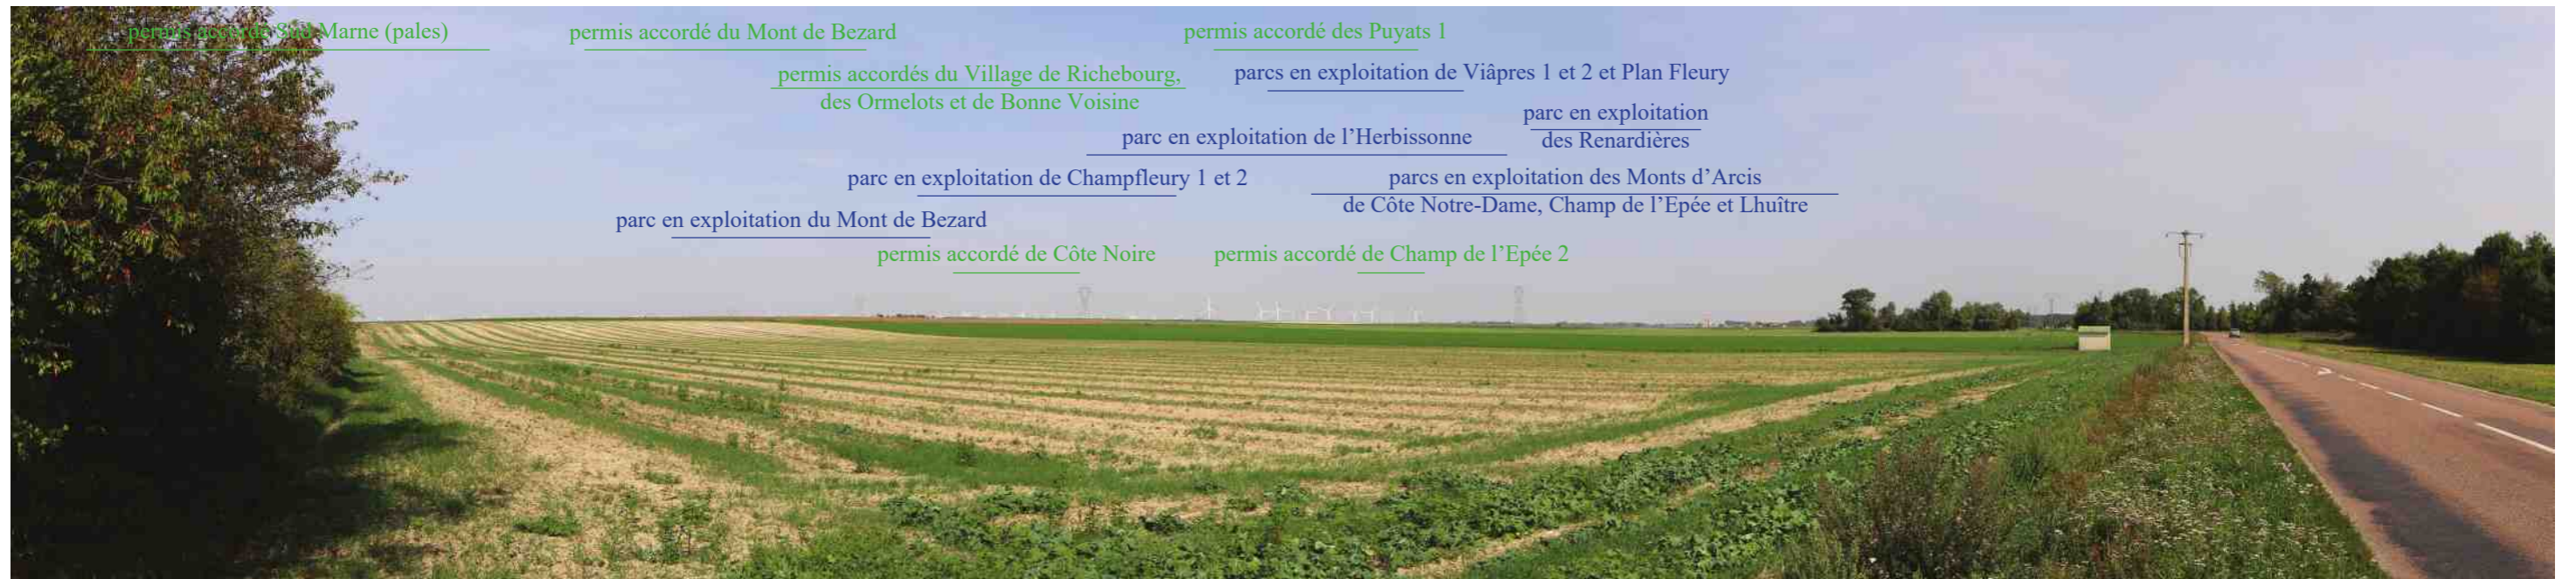 permis accordé Sud Marne (pales)
permis accordé du Mont de Bezard
permis accordé des Puyats 1
permis accordés du Village de Richebourg,
des Ormelots et de Bonne Voisine
parcs en exploitation de Viâpres 1 et 2 et Plan Fleury
parc en exploitation
des Renardières
parc en exploitation de l’Herbissonne
parc en exploitation de Champfleury 1 et 2
parcs en exploitation des Monts d’Arcis
de Côte Notre-Dame, Champ de l’Epée et Lhuître
parc en exploitation du Mont de Bezard
permis accordé de Côte Noire
permis accordé de Champ de l’Epée 2